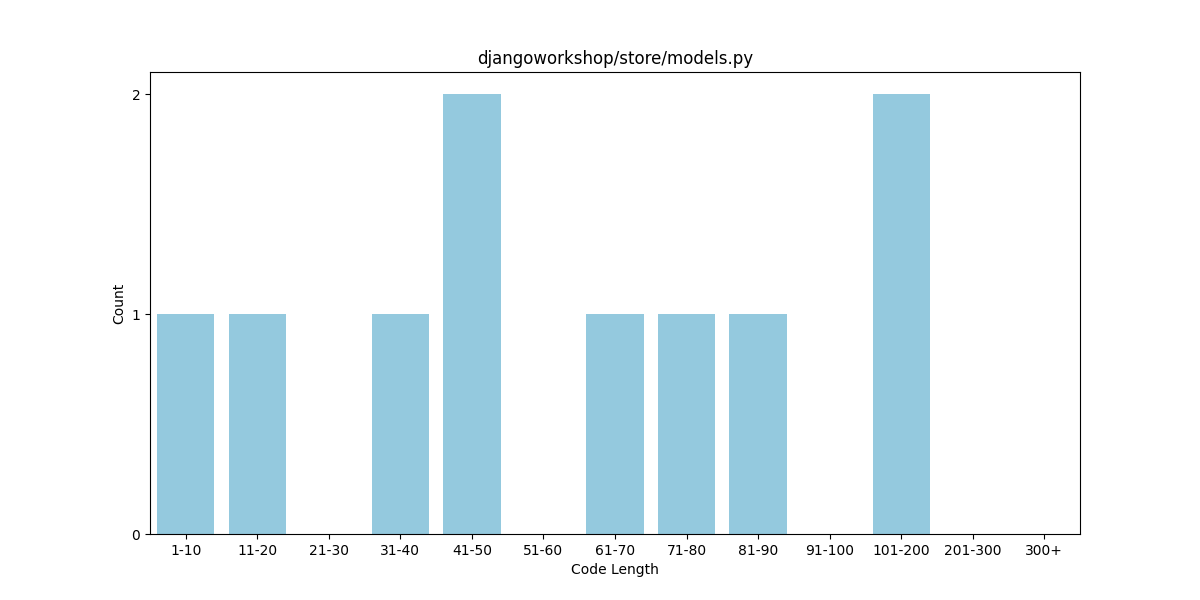 djangoworkshop/store/models.py
2
1
0
Count
1-10 11-20 21-30 31-40 41-50 51-60 61-70 71-80 81-90 91-100 101-200 201-300 300+
Code Length